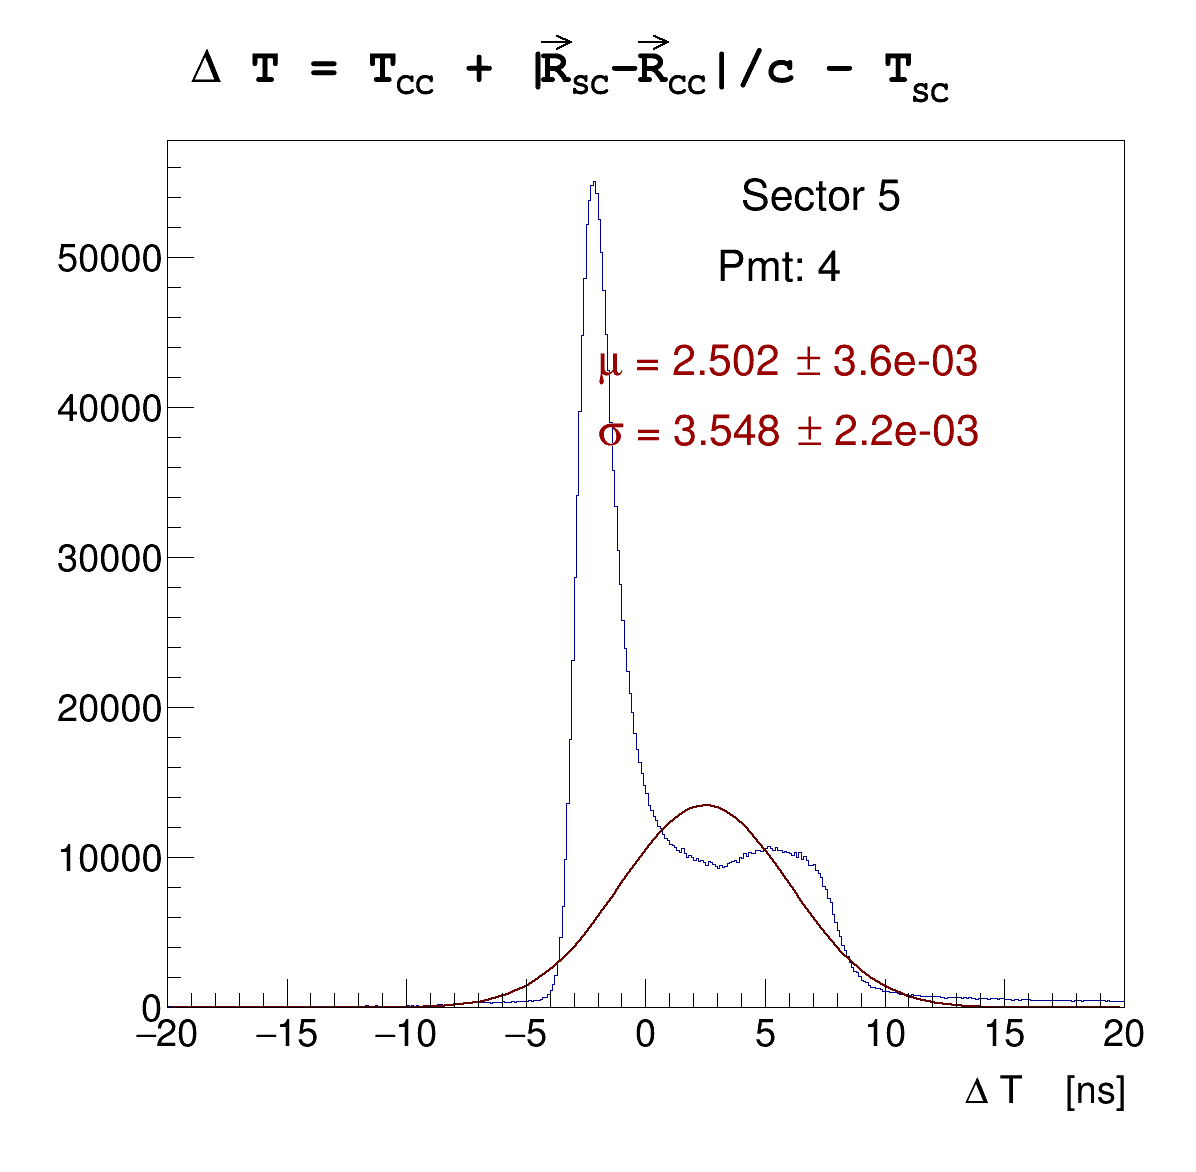 Δ T = T_CC + |R⃗_SC-R⃗_CC|/c - T_SC
Sector 5
Pmt: 4
μ = 2.502 ± 3.6e-03
σ = 3.548 ± 2.2e-03
50000
40000
30000
20000
10000
0
−20 −15 −10 −5 0 5 10 15 20
Δ T [ns]